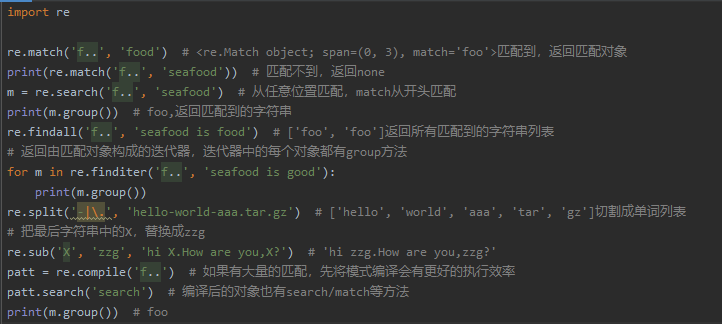 import re
re.match('f..', 'food')  # <re.Match object; span=(0, 3), match='foo'>匹配到，返回匹配对象
print(re.match('f..', 'seafood'))  # 匹配不到，返回none
m = re.search('f..', 'seafood')  # 从任意位置匹配，match从开头匹配
print(m.group())  # foo,返回匹配到的字符串
re.findall('f..', 'seafood is food')  # ['foo', 'foo']返回所有匹配到的字符串列表
# 返回由匹配对象构成的迭代器，迭代器中的每个对象都有group方法
for m in re.finditer('f..', 'seafood is good'):
    print(m.group())
re.split('-|\.', 'hello-world-aaa.tar.gz')  # ['hello', 'world', 'aaa', 'tar', 'gz']切割成单词列表
# 把最后字符串中的X，替换成zzg
re.sub('X', 'zzg', 'hi X.How are you,X?')  # 'hi zzg.How are you,zzg?'
patt = re.compile('f..')  # 如果有大量的匹配，先将模式编译会有更好的执行效率
patt.search('search')  # 编译后的对象也有search/match等方法
print(m.group())  # foo